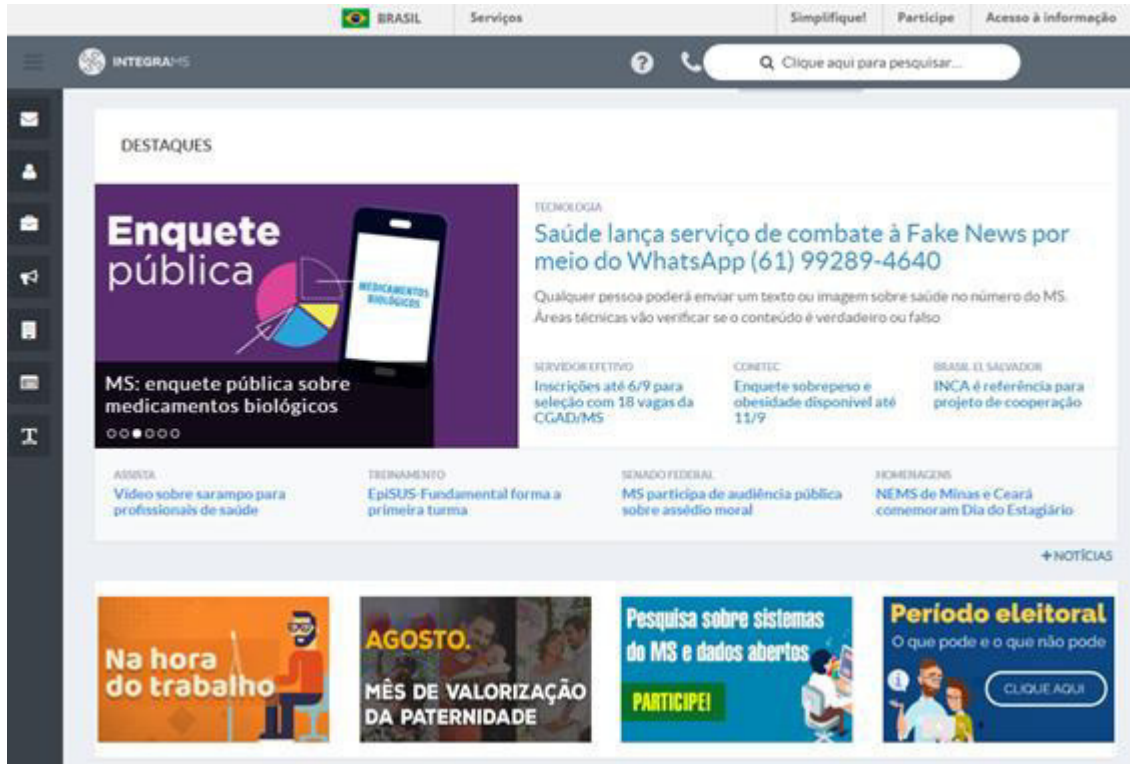 BRASIL Serviços Simplifique! Participe Acesso à informação
INTEGRAMS
Clique aqui para pesquisar...
DESTAQUES
Enquete
pública
MEDICAMENTOS
BIOLÓGICOS
MS: enquete pública sobre
medicamentos biológicos
TECNOLOGIA
Saúde lança serviço de combate à Fake News por
meio do WhatsApp (61) 99289-4640
Qualquer pessoa poderá enviar um texto ou imagem sobre saúde no número do MS.
Áreas técnicas vão verificar se o conteúdo é verdadeiro ou falso
SERVIDOR EFETIVO
Inscrições até 6/9 para
seleção com 18 vagas da
CGAD/MS
CONITEC
Enquete sobrepeso e
obesidade disponível até
11/9
BRASIL EL SALVADOR
INCA é referência para
projeto de cooperação
ASSISTA
Vídeo sobre sarampo para
profissionais de saúde
TREINAMENTO
EpiSUS-Fundamental forma a
primeira turma
SENADO FEDERAL
MS participa de audiência pública
sobre assédio moral
HOMENAGENS
NEMS de Minas e Ceará
comemoram Dia do Estagiário
+NOTÍCIAS
Na hora
do trabalho
AGOSTO.
MÊS DE VALORIZAÇÃO
DA PATERNIDADE
Pesquisa sobre sistemas
do MS e dados abertos
PARTICIPE!
Período eleitoral
O que pode e o que não pode
CLIQUE AQUI